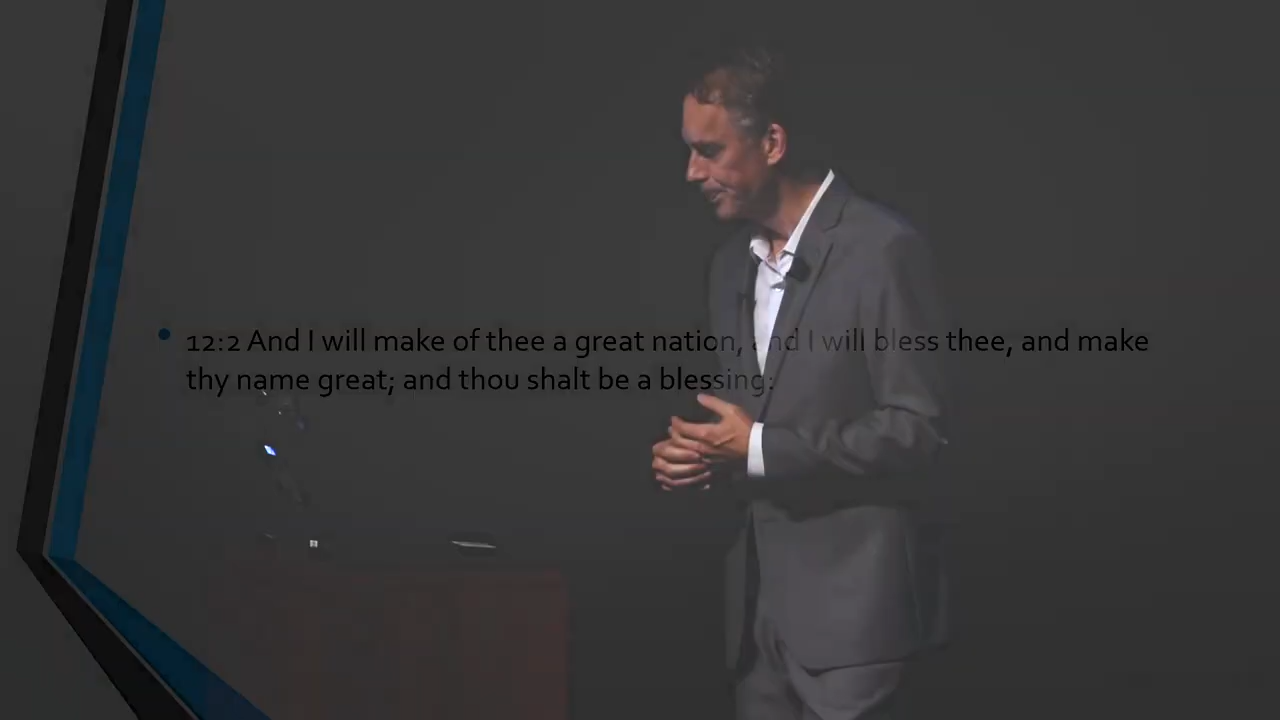 12:2 And I will make of thee a great nation, and I will bless thee, and make
thy name great; and thou shalt be a blessing: